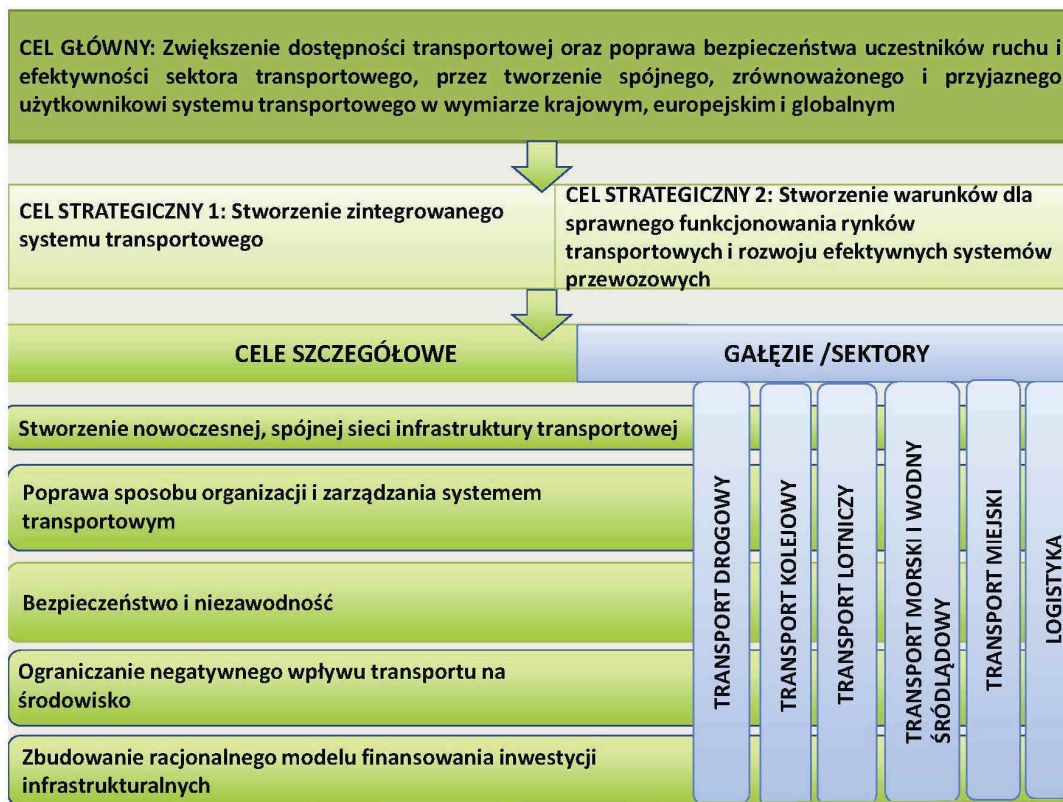 CEL GŁÓWNY: Zwiększenie dostępności transportowej oraz poprawa bezpieczeństwa uczestników ruchu i
efektywności sektora transportowego, przez tworzenie spójnego, zrównoważonego i przyjaznego
użytkownikowi systemu transportowego w wymiarze krajowym, europejskim i globalnym
CEL STRATEGICZNY 1: Stworzenie zintegrowanego
systemu transportowego
CEL STRATEGICZNY 2: Stworzenie warunków dla
sprawnego funkcjonowania rynków
transportowych i rozwoju efektywnych systemów
przewozowych
CELE SZCZEGÓŁOWE
GAŁĘZIE /SEKTORY
Stworzenie nowoczesnej, spójnej sieci infrastruktury transportowej
Poprawa sposobu organizacji i zarządzania systemem
transportowym
Bezpieczeństwo i niezawodność
Ograniczanie negatywnego wpływu transportu na
środowisko
Zbudowanie racjonalnego modelu finansowania inwestycji
infrastrukturalnych
TRANSPORT DROGOWY
TRANSPORT KOLEJOWY
TRANSPORT LOTNICZY
TRANSPORT MORSKI I WODNY
ŚRÓDLĄDOWY
TRANSPORT MIEJSKI
LOGISTYKA